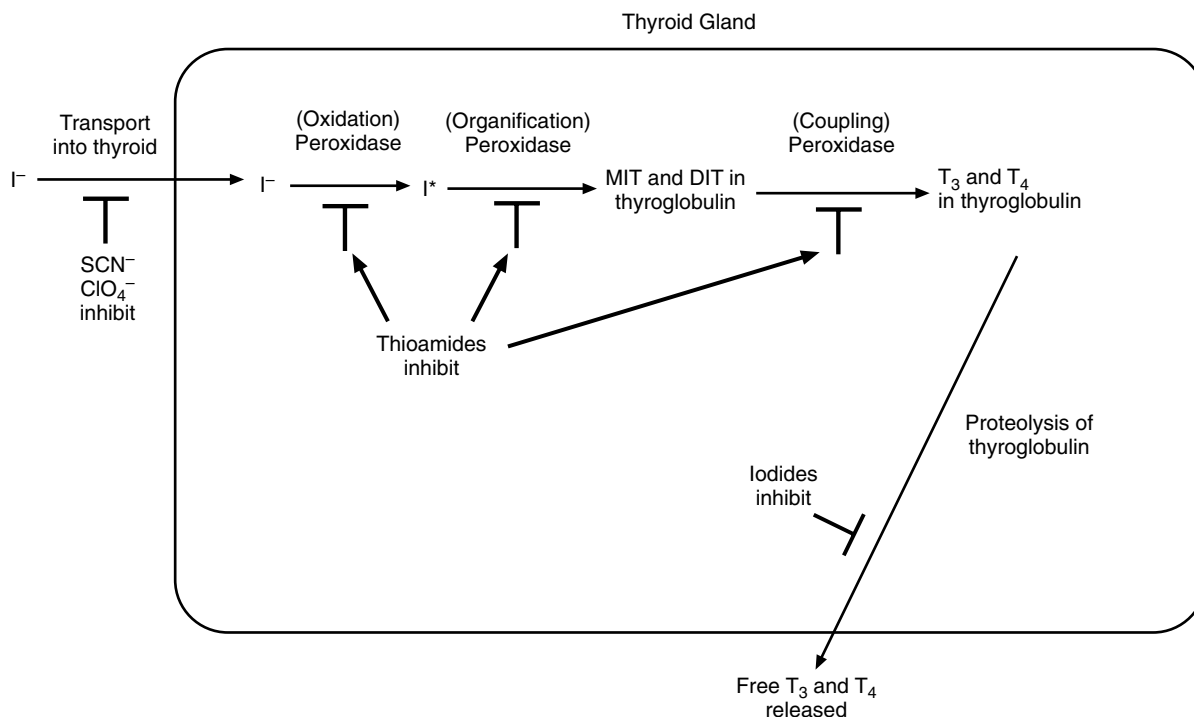 Thyroid Gland
Transport
into thyroid
(Oxidation)
Peroxidase
(Organification)
Peroxidase
(Coupling)
Peroxidase
I⁻
I⁻
I*
MIT and DIT in
thyroglobulin
T₃ and T₄
in thyroglobulin
SCN⁻
ClO₄⁻
inhibit
Thioamides
inhibit
Proteolysis of
thyroglobulin
Iodides
inhibit
Free T₃ and T₄
released